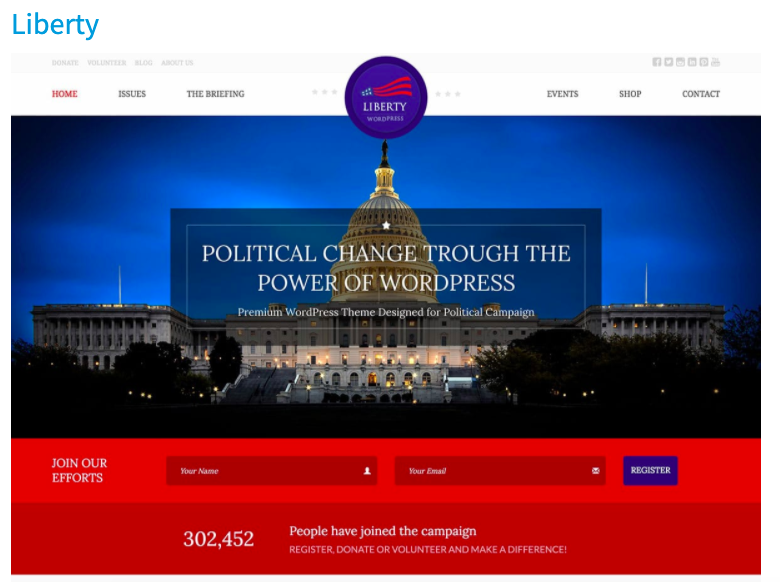 Liberty
DONATE VOLUNTEER BLOG ABOUT US
HOME ISSUES THE BRIEFING EVENTS SHOP CONTACT
LIBERTY
WORDPRESS
POLITICAL CHANGE TROUGH THE
POWER OF WORDPRESS
Premium WordPress Theme Designed for Political Campaign
JOIN OUR
EFFORTS
Your Name
Your Email
REGISTER
302,452
People have joined the campaign
REGISTER, DONATE OR VOLUNTEER AND MAKE A DIFFERENCE!